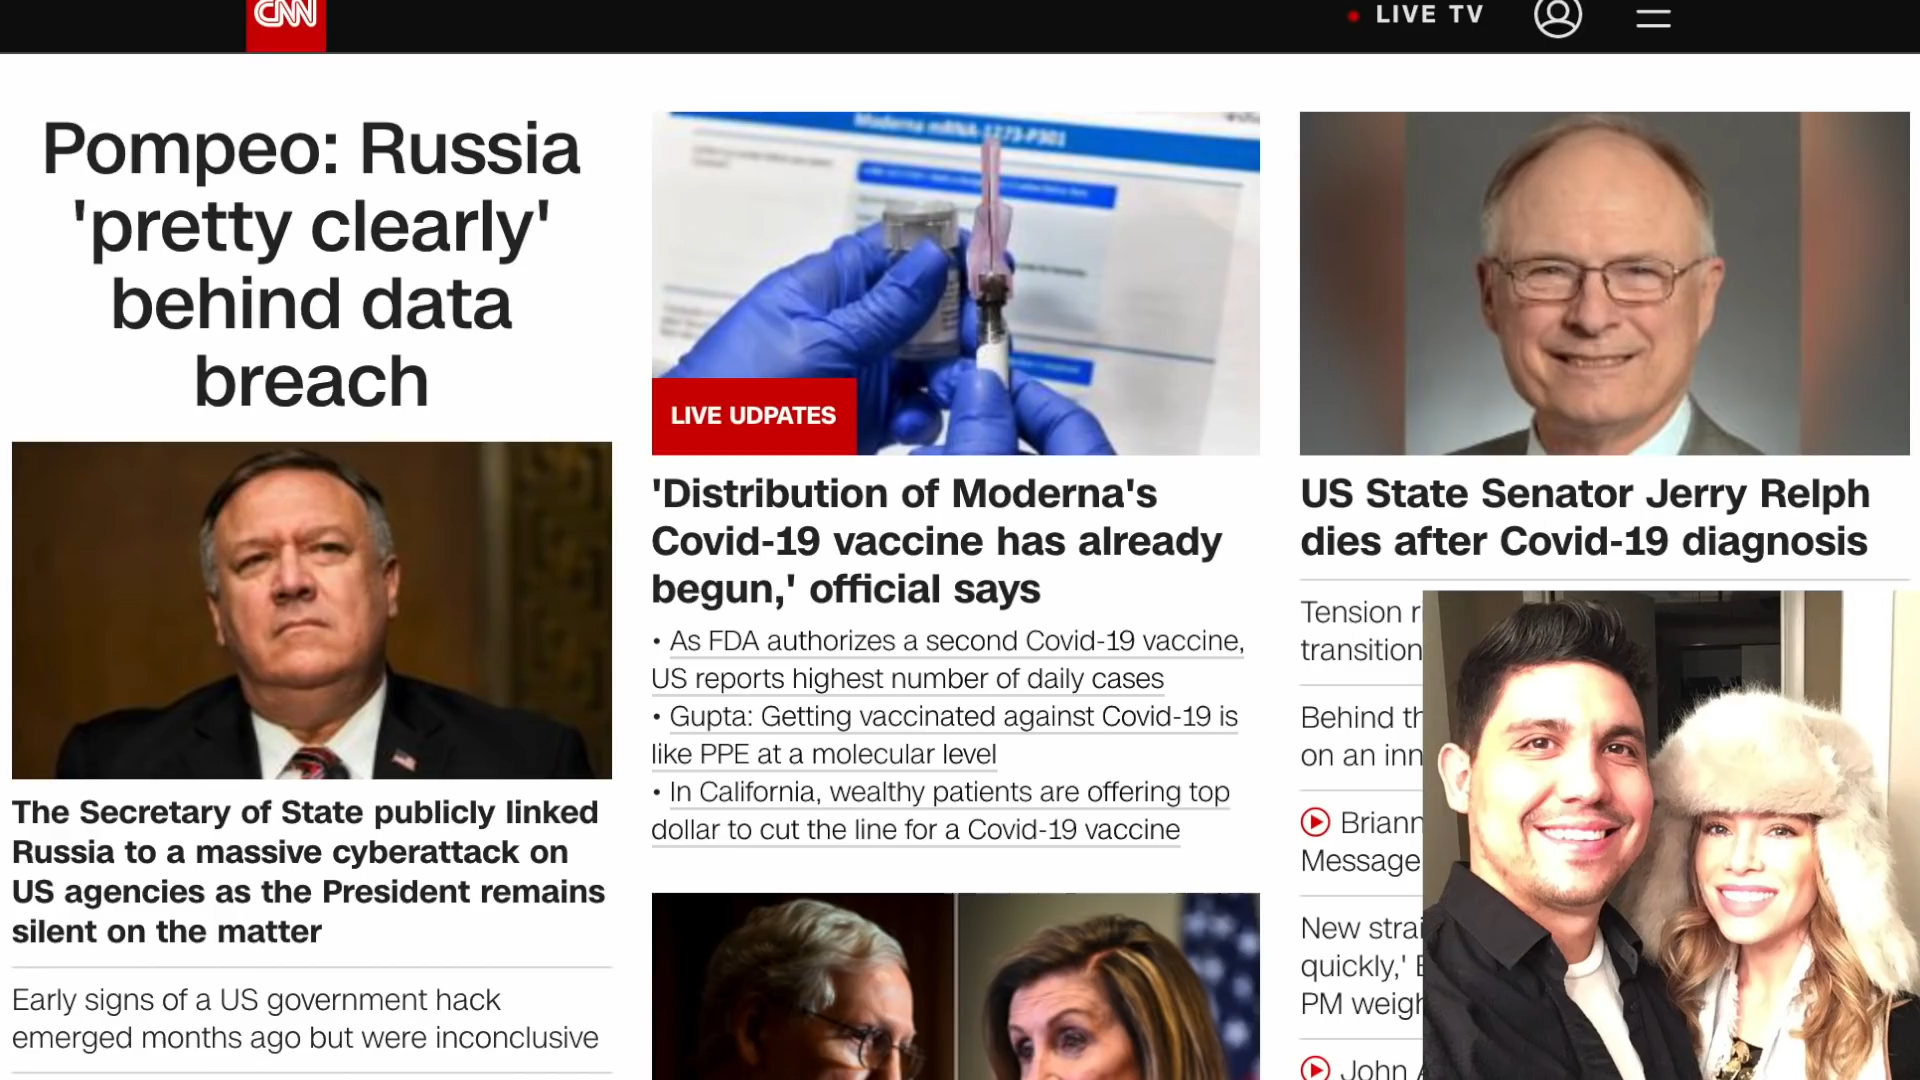 CNN
LIVE TV
Pompeo: Russia
'pretty clearly'
behind data
breach
The Secretary of State publicly linked
Russia to a massive cyberattack on
US agencies as the President remains
silent on the matter
Early signs of a US government hack
emerged months ago but were inconclusive
Moderna mRNA-1273-P301
LIVE UDPATES
'Distribution of Moderna's
Covid-19 vaccine has already
begun,' official says
• As FDA authorizes a second Covid-19 vaccine,
US reports highest number of daily cases
• Gupta: Getting vaccinated against Covid-19 is
like PPE at a molecular level
• In California, wealthy patients are offering top
dollar to cut the line for a Covid-19 vaccine
US State Senator Jerry Relph
dies after Covid-19 diagnosis
Tension
transition
Behind
on an
Message
New
quickly,'
PM
John